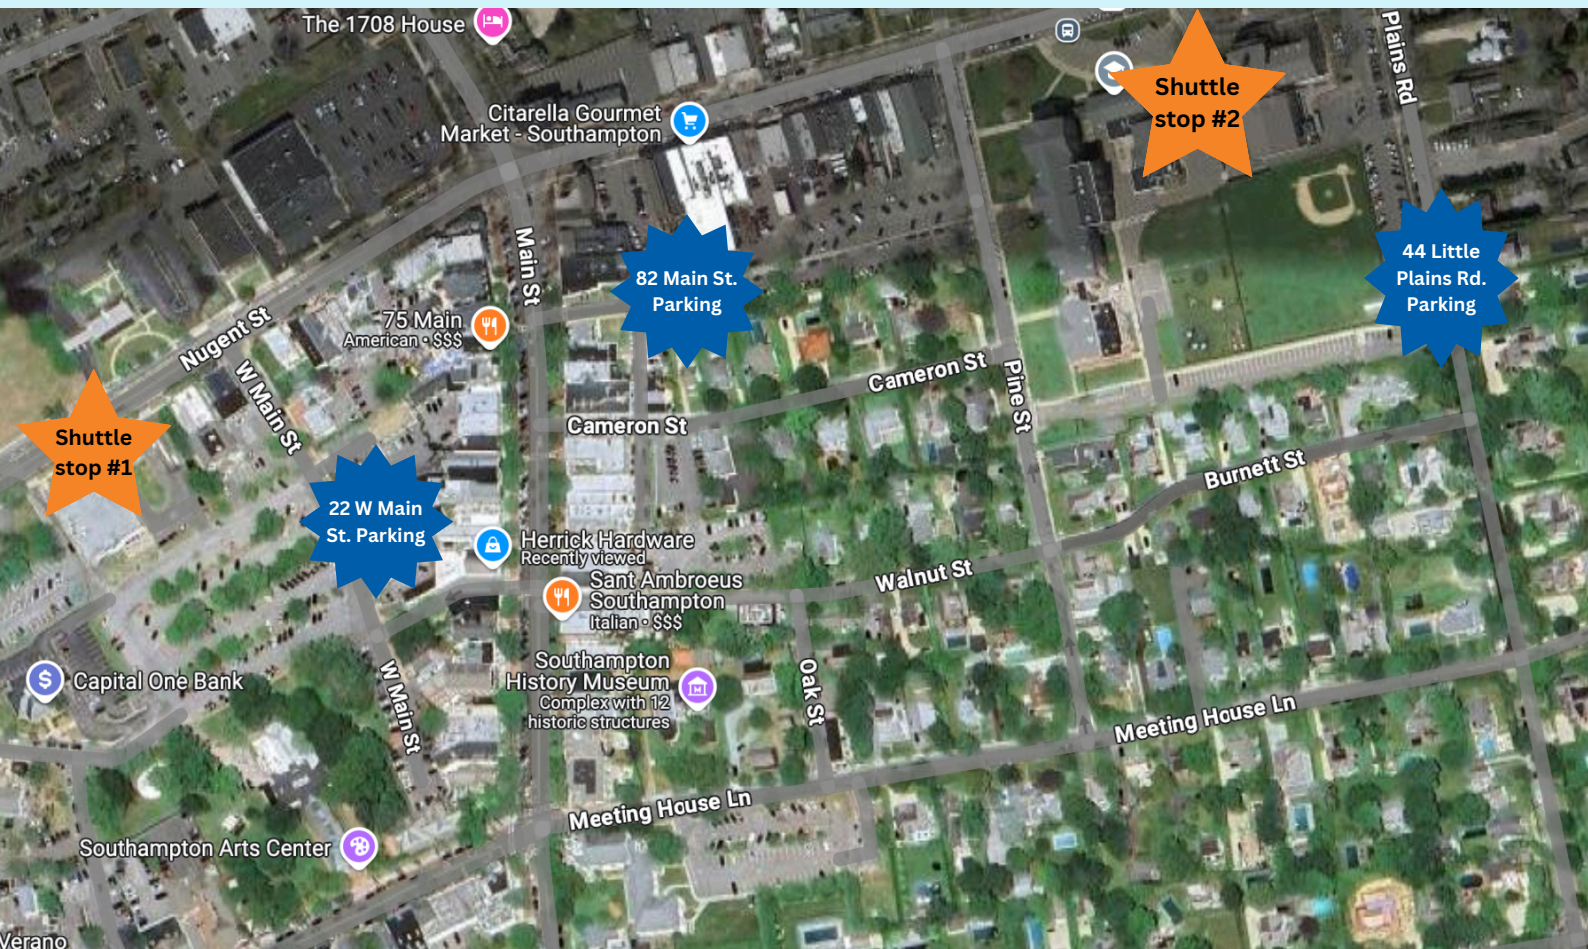 The 1708 House
Plains Rd
Shuttle
stop #2
Citarella Gourmet
Market - Southampton
Main St
82 Main St.
Parking
44 Little
Plains Rd.
Parking
Nugent St
75 Main
American • $$$
W Main St
Cameron St
Pine St
Cameron St
Shuttle
stop #1
Burnett St
22 W Main
St. Parking
Herrick Hardware
Recently viewed
Walnut St
Sant Ambroeus
Southampton
Italian • $$$
Southampton
History Museum
Complex with 12
historic structures
Oak St
Capital One Bank
W Main St
Meeting House Ln
Meeting House Ln
Southampton Arts Center
Verano